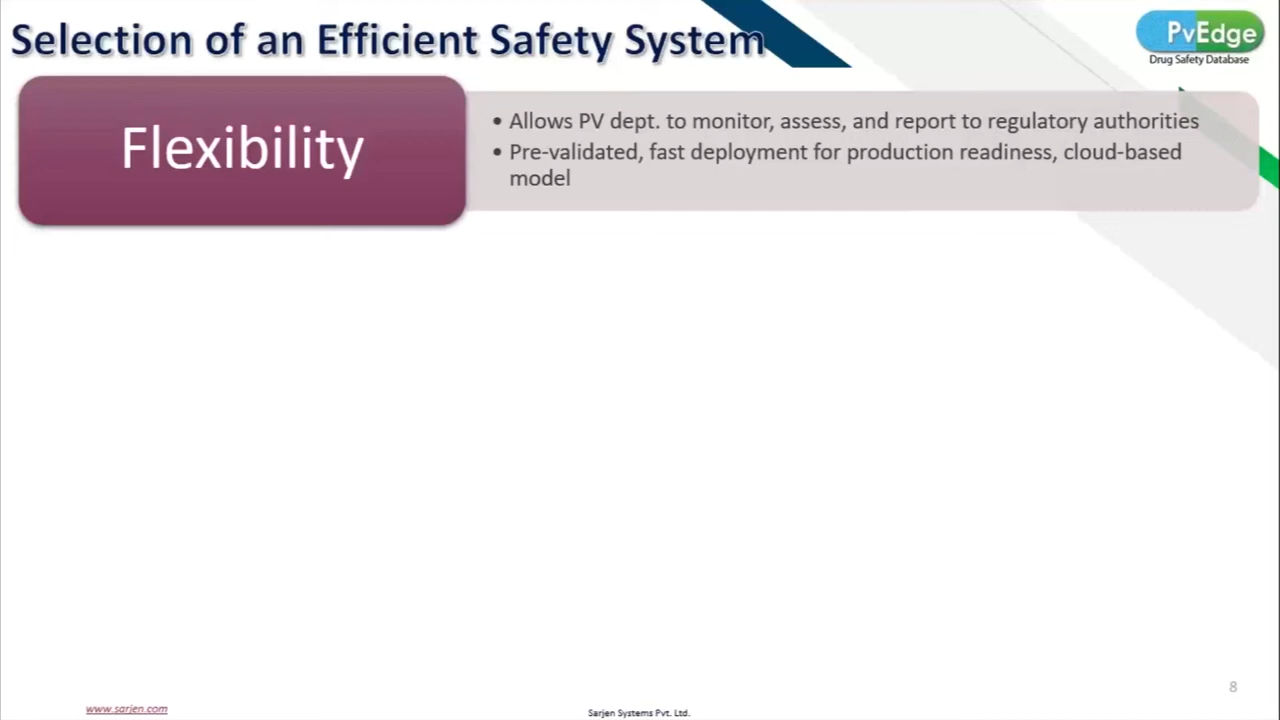 Selection of an Efficient Safety System
PvEdge
Drug Safety Database
Flexibility
• Allows PV dept. to monitor, assess, and report to regulatory authorities
• Pre-validated, fast deployment for production readiness, cloud-based
model
8
www.sarjen.com
Sarjen Systems Pvt. Ltd.